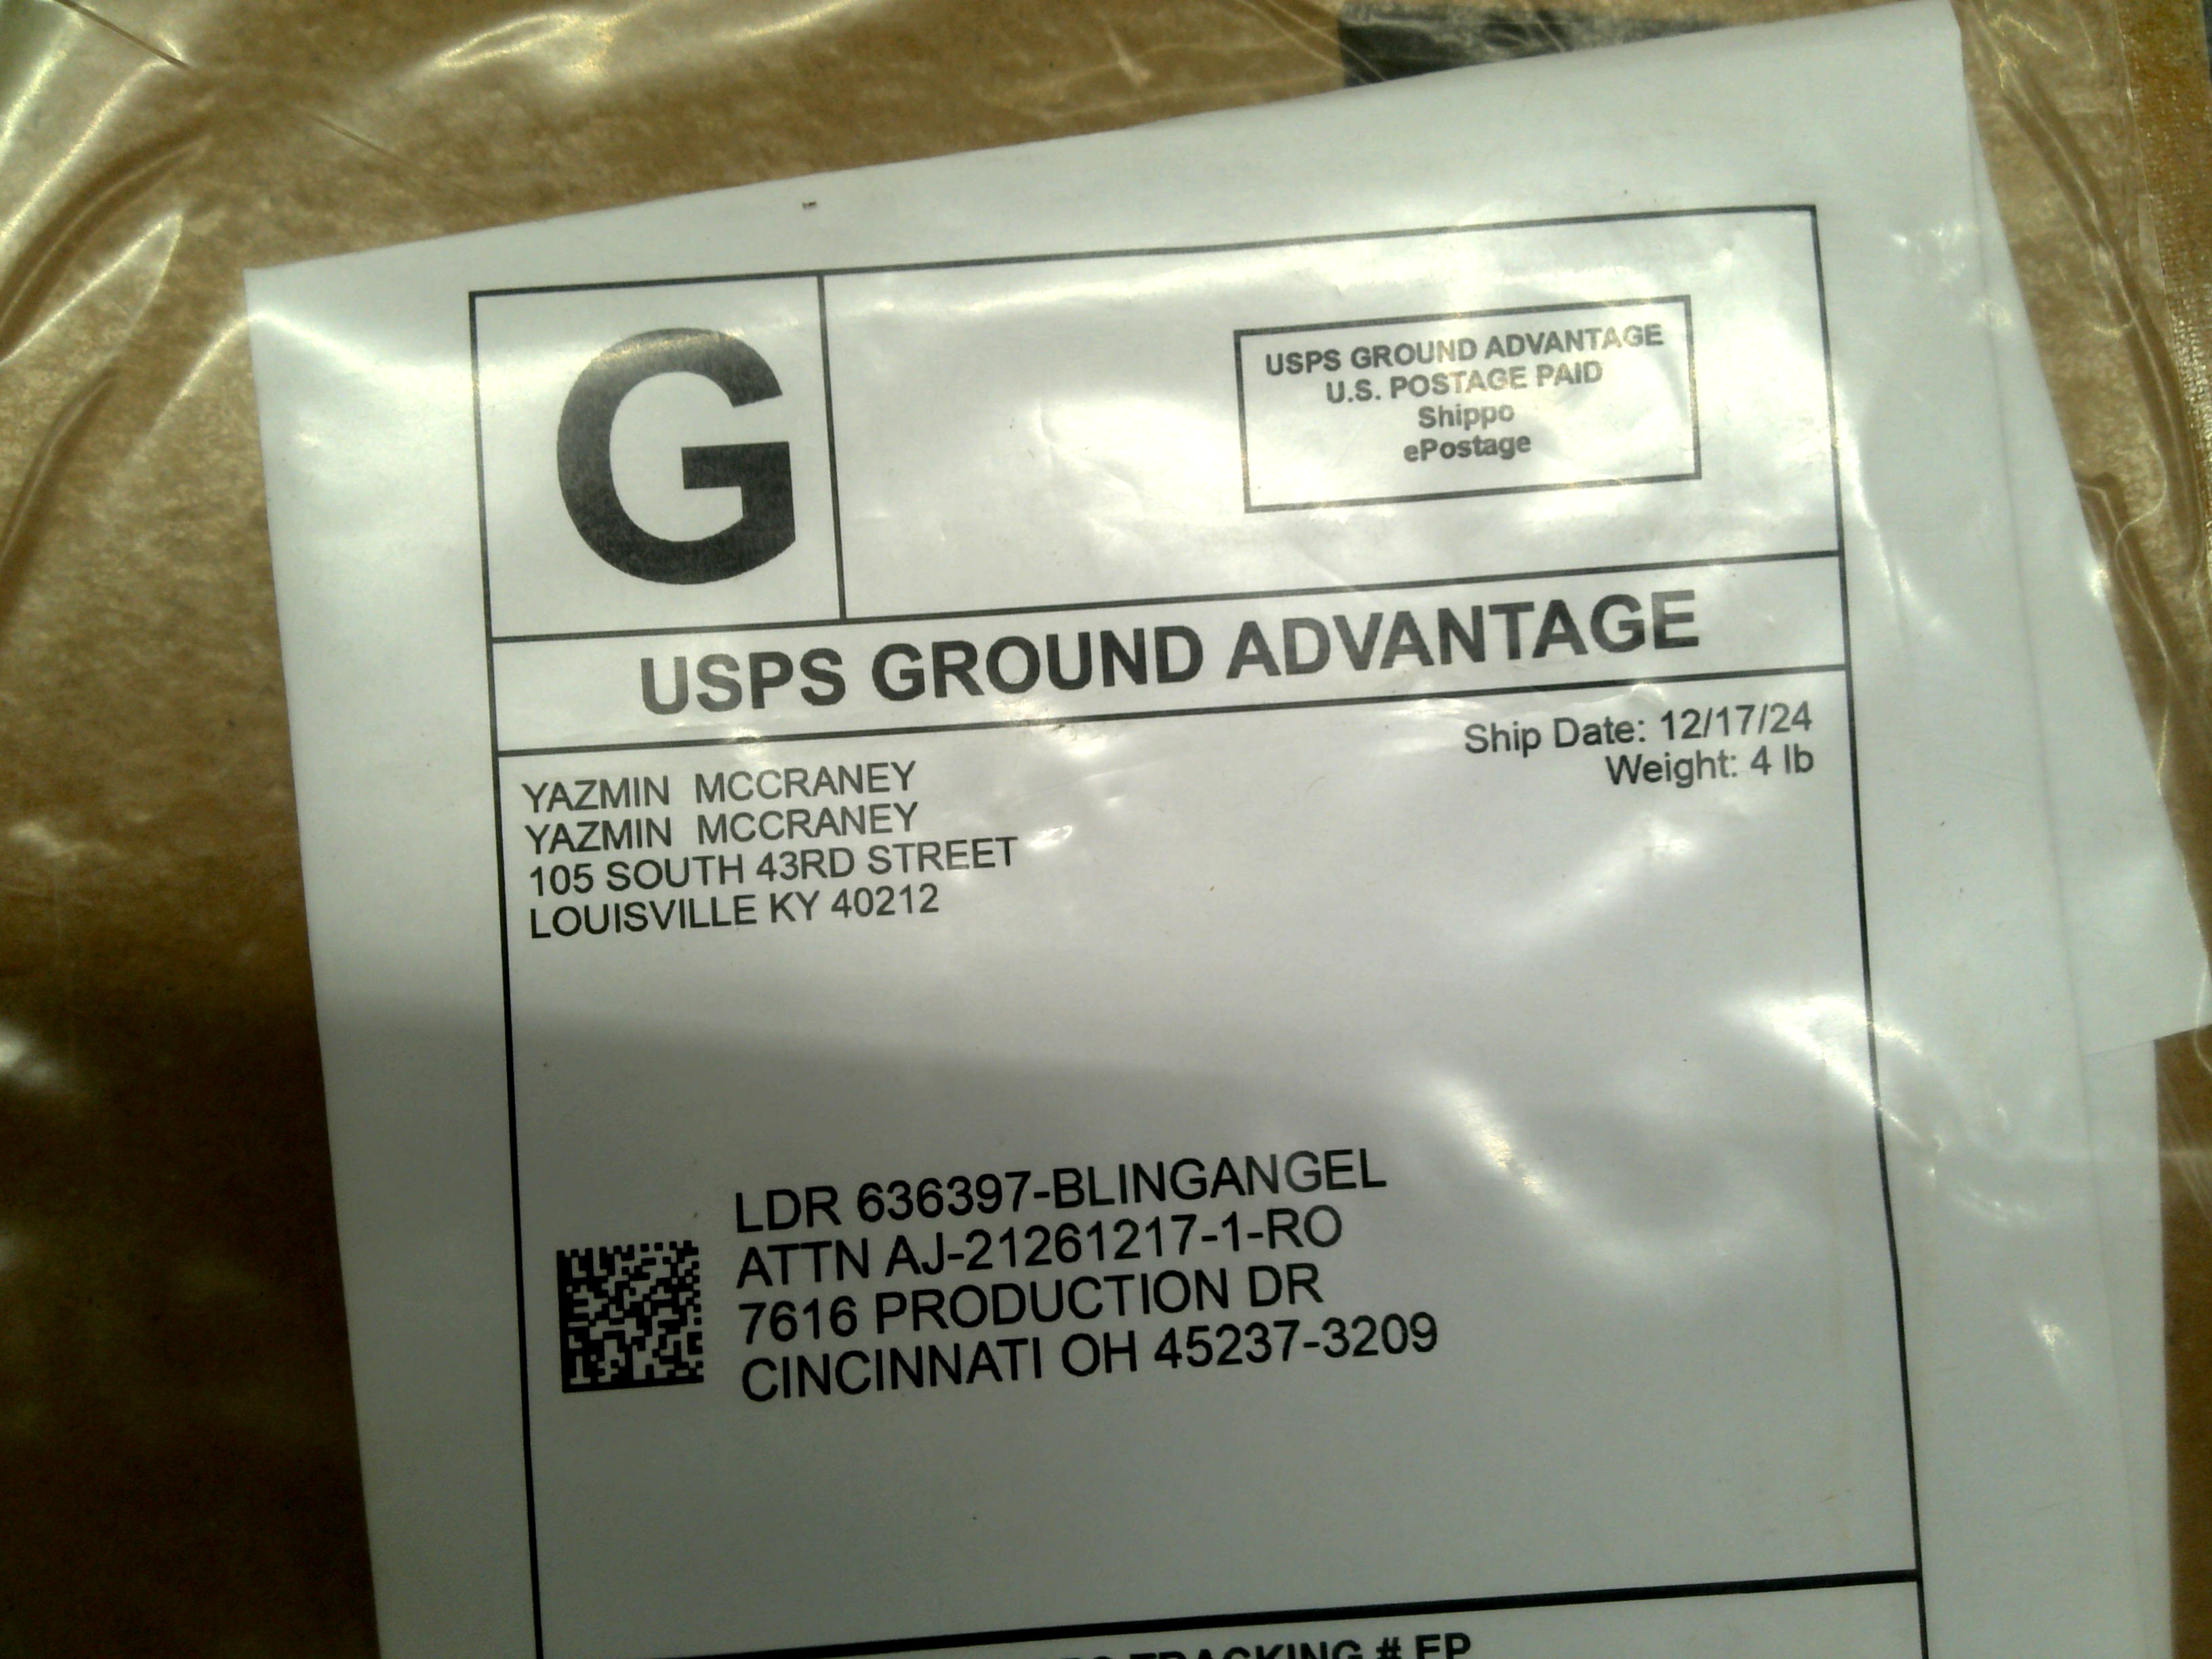 G
USPS GROUND ADVANTAGE
U.S. POSTAGE PAID
Shippo
ePostage
USPS GROUND ADVANTAGE
Ship Date: 12/17/24
Weight: 4 lb
YAZMIN MCCRANEY
YAZMIN MCCRANEY
105 SOUTH 43RD STREET
LOUISVILLE KY 40212
LDR 636397-BLINGANGEL
ATTN AJ-21261217-1-RO
7616 PRODUCTION DR
CINCINNATI OH 45237-3209
TRACKING # EP